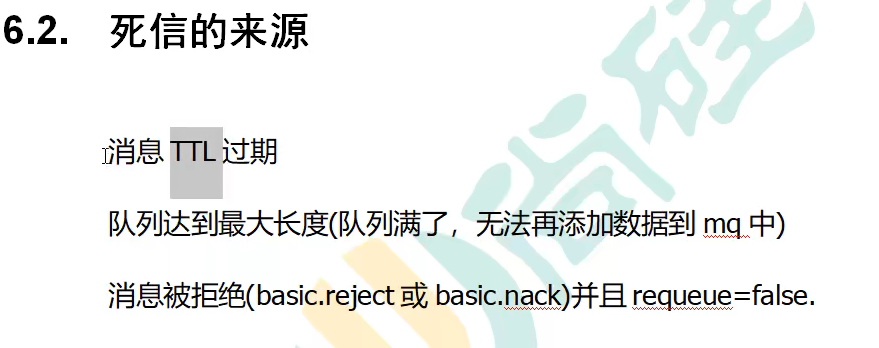 6.2. 死信的来源
消息 TTL 过期
队列达到最大长度(队列满了，无法再添加数据到 mq 中)
消息被拒绝(basic.reject 或 basic.nack)并且 requeue=false.
尚硅